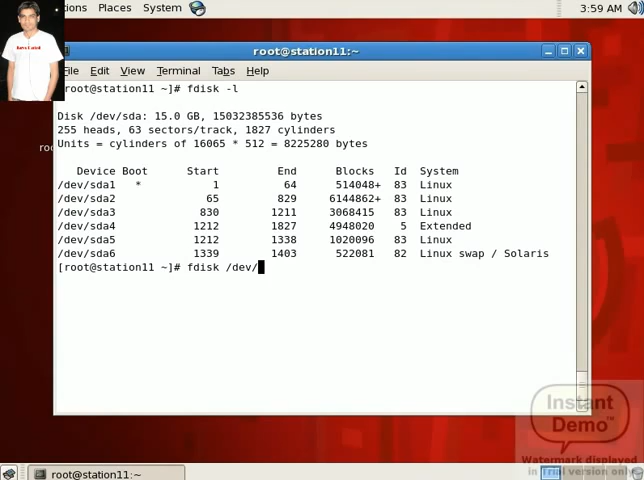 ions Places System 3:59 AM
root@station11:~
File Edit View Terminal Tabs Help
root@station11 ~]# fdisk -l
Disk /dev/sda: 15.0 GB, 15032385536 bytes
255 heads, 63 sectors/track, 1827 cylinders
Units = cylinders of 16065 * 512 = 8225280 bytes
Device Boot Start End Blocks Id System
/dev/sda1 * 1 64 514048+ 83 Linux
/dev/sda2 65 829 6144862+ 83 Linux
/dev/sda3 830 1211 3068415 83 Linux
/dev/sda4 1212 1827 4948020 5 Extended
/dev/sda5 1212 1338 1020096 83 Linux
/dev/sda6 1339 1403 522081 82 Linux swap / Solaris
[root@station11 ~]# fdisk /dev/
roo
Instant
Demo
Watermark displayed
in Trial version only
root@station11:~